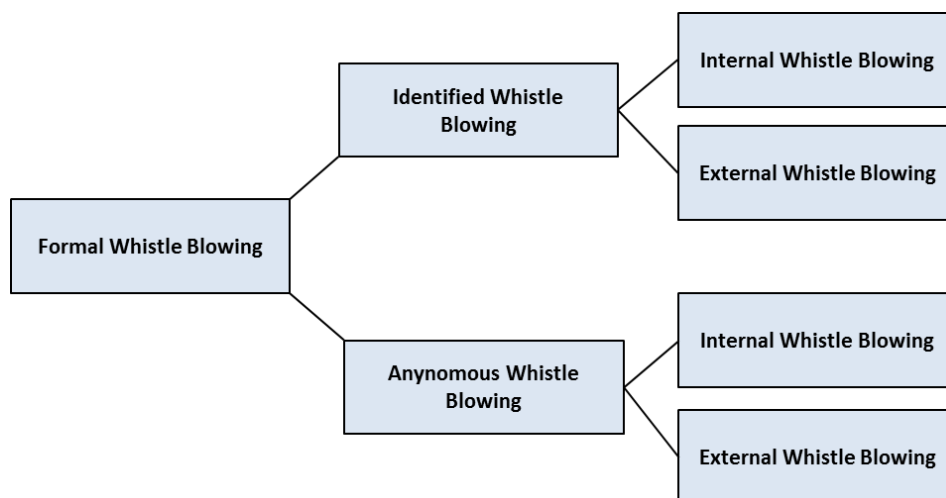 Internal Whistle Blowing
Identified Whistle
Blowing
External Whistle Blowing
Formal Whistle Blowing
Internal Whistle Blowing
Anynomous Whistle
Blowing
External Whistle Blowing